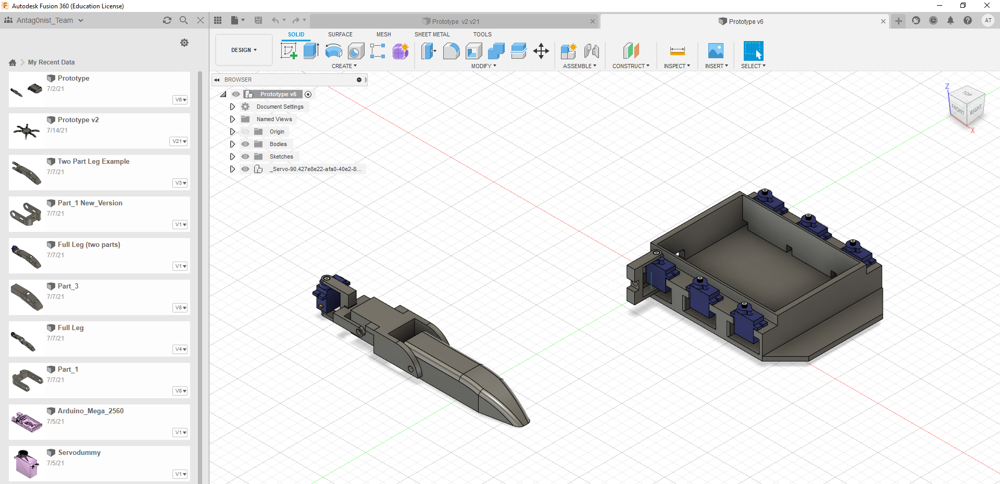 Autodesk Fusion 360 (Education License)
Antag0nist_Team
Prototype v2 v21
Prototype v6
AT
DESIGN
SOLID
SURFACE
MESH
SHEET METAL
TOOLS
CREATE
MODIFY
ASSEMBLE
CONSTRUCT
INSPECT
INSERT
SELECT
My Recent Data
Prototype
7/2/21
V6
Prototype v2
7/14/21
V21
Two Part Leg Example
7/7/21
V3
Part_1 New_Version
7/7/21
V1
Full Leg (two parts)
7/7/21
V1
Part_3
7/7/21
V8
Full Leg
7/7/21
V4
Part_1
7/7/21
V8
Arduino_Mega_2560
7/5/21
V1
Servodummy
7/5/21
V1
BROWSER
Prototype v6
Document Settings
Named Views
Origin
Bodies
Sketches
_Servo-90.427e8e22-afa0-40e2-8...
Z
TOP
FRONT
RIGHT
X